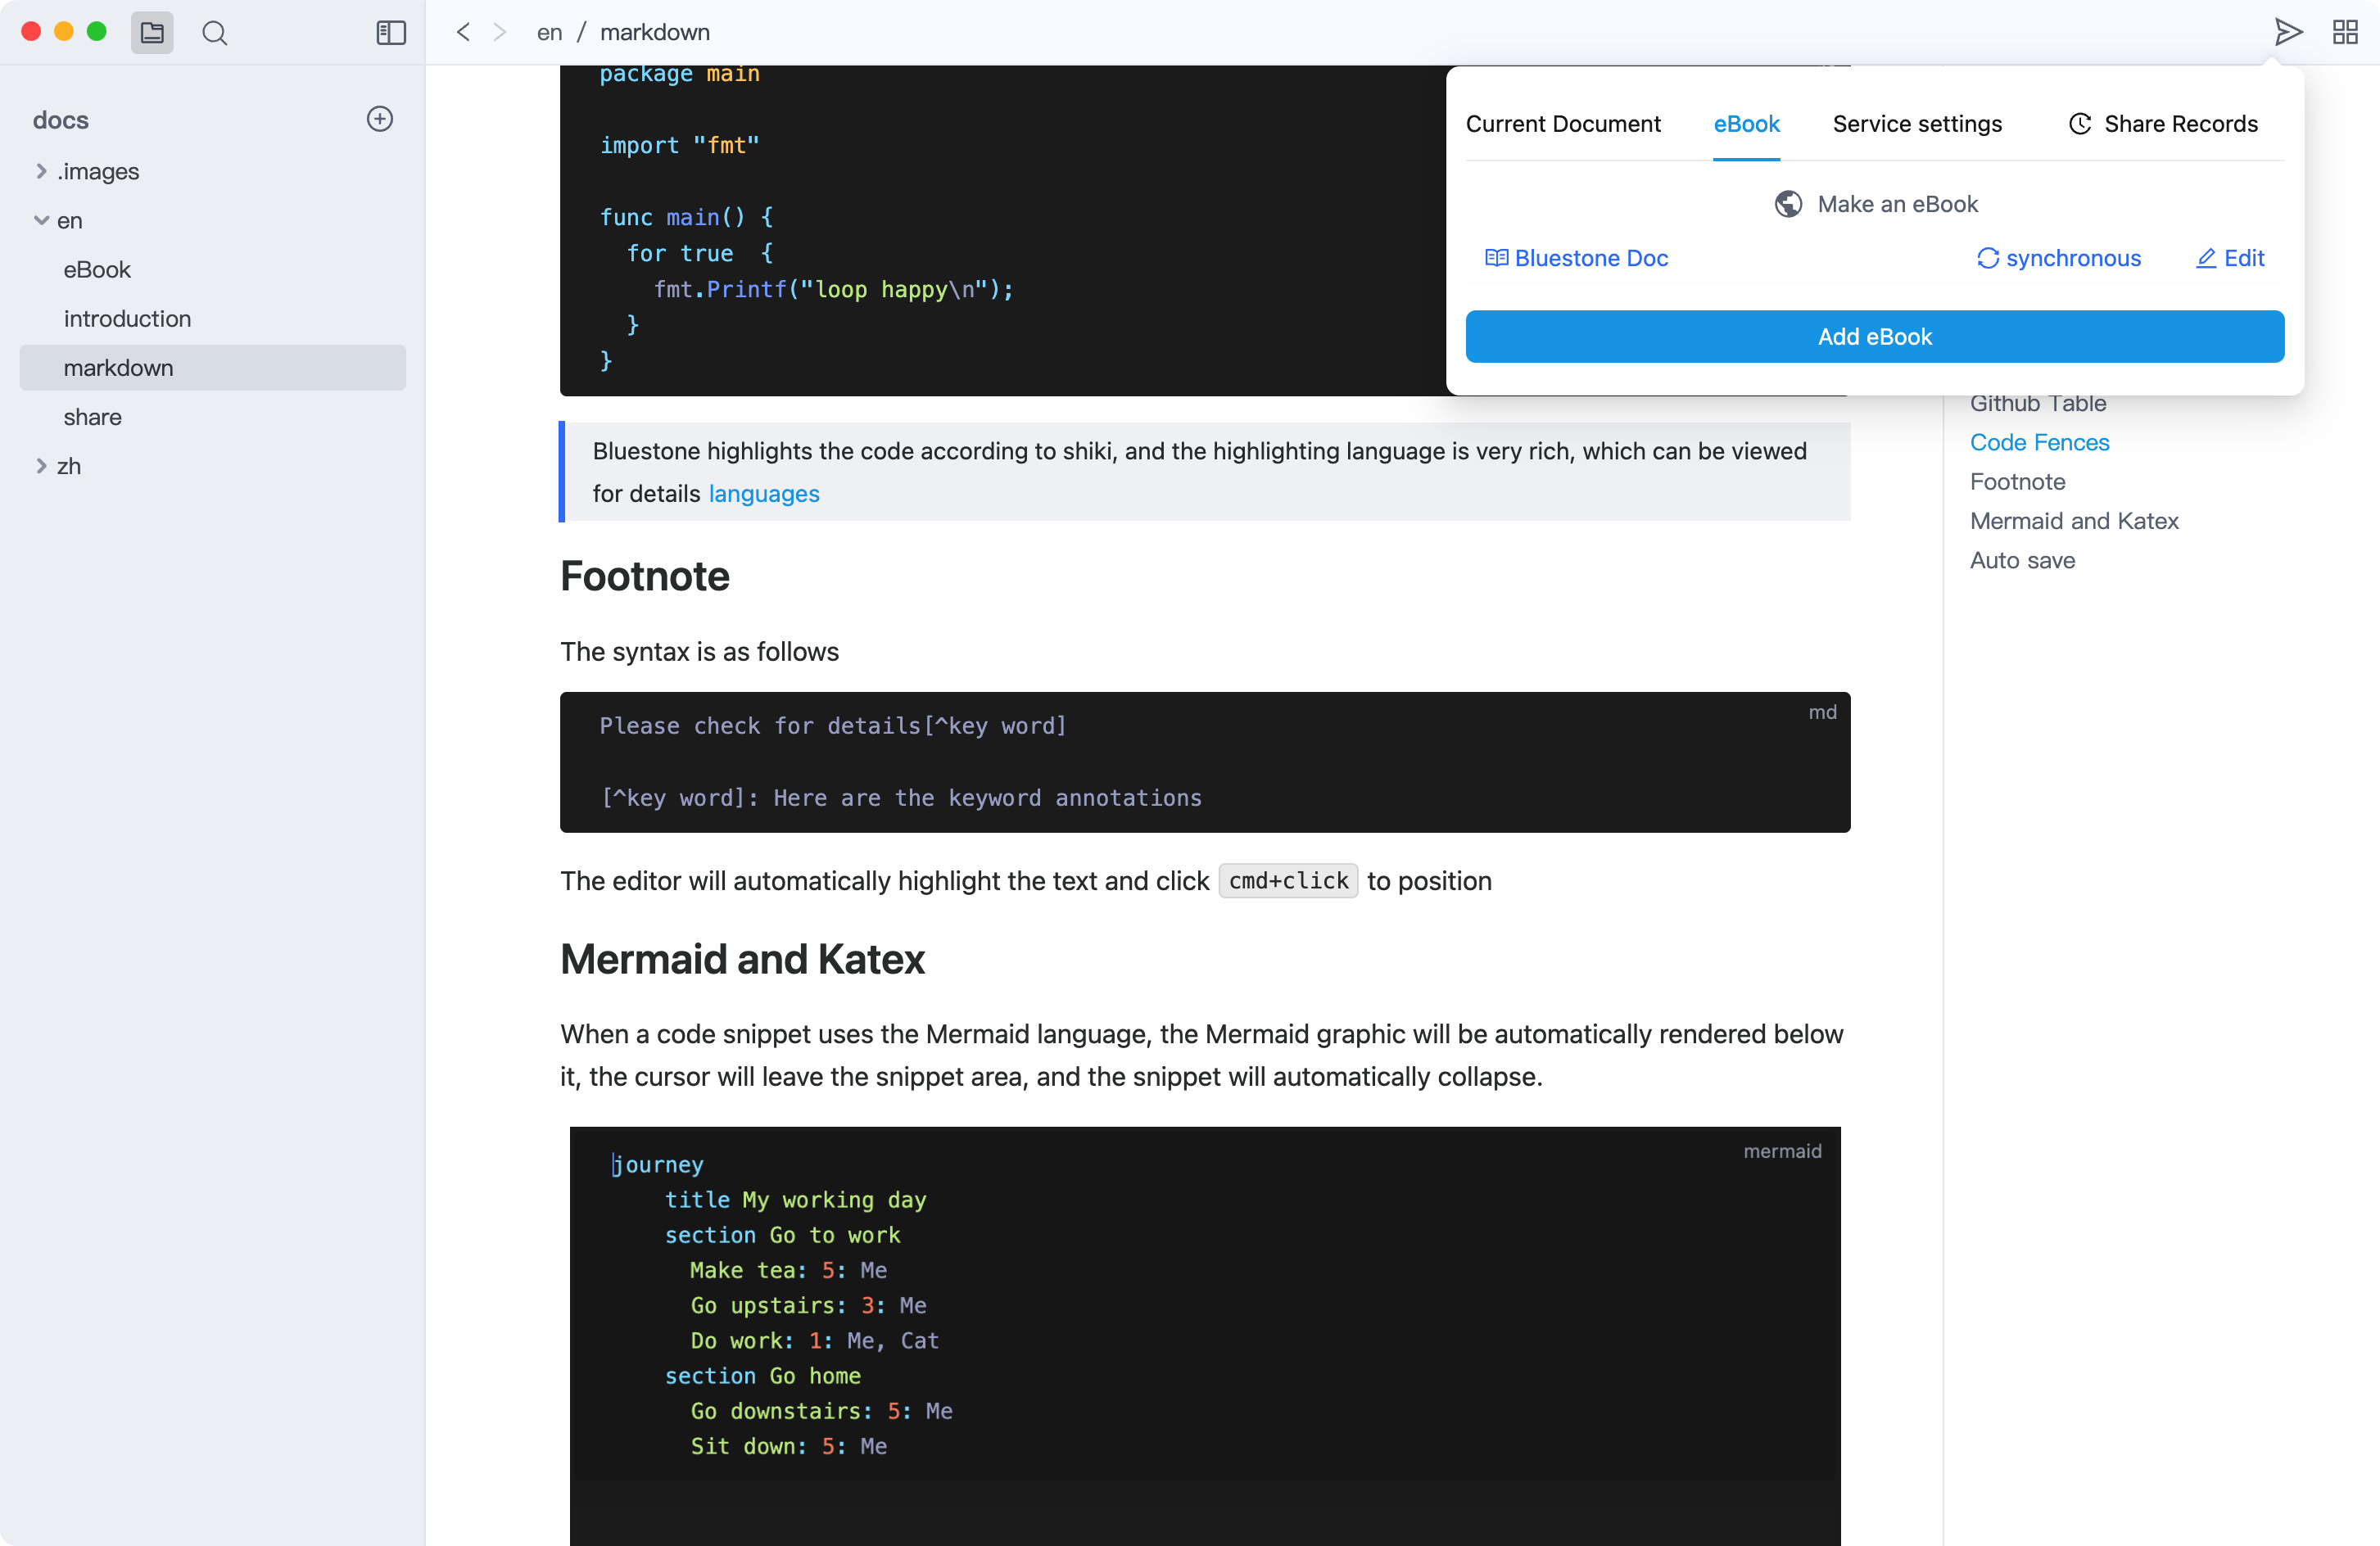 en / markdown
docs
.images
en
eBook
introduction
markdown
share
zh
package main
import "fmt"
func main() {
for true  {
fmt.Printf("loop happy\n");
}
}
Bluestone highlights the code according to shiki, and the highlighting language is very rich, which can be viewed
for details languages
Footnote
The syntax is as follows
md
Please check for details[^key word]
[^key word]: Here are the keyword annotations
The editor will automatically highlight the text and click cmd+click to position
Mermaid and Katex
When a code snippet uses the Mermaid language, the Mermaid graphic will be automatically rendered below
it, the cursor will leave the snippet area, and the snippet will automatically collapse.
mermaid
journey
title My working day
section Go to work
Make tea: 5: Me
Go upstairs: 3: Me
Do work: 1: Me, Cat
section Go home
Go downstairs: 5: Me
Sit down: 5: Me
Current Document eBook Service settings Share Records
Make an eBook
Bluestone Doc synchronous Edit
Add eBook
Github Table
Code Fences
Footnote
Mermaid and Katex
Auto save